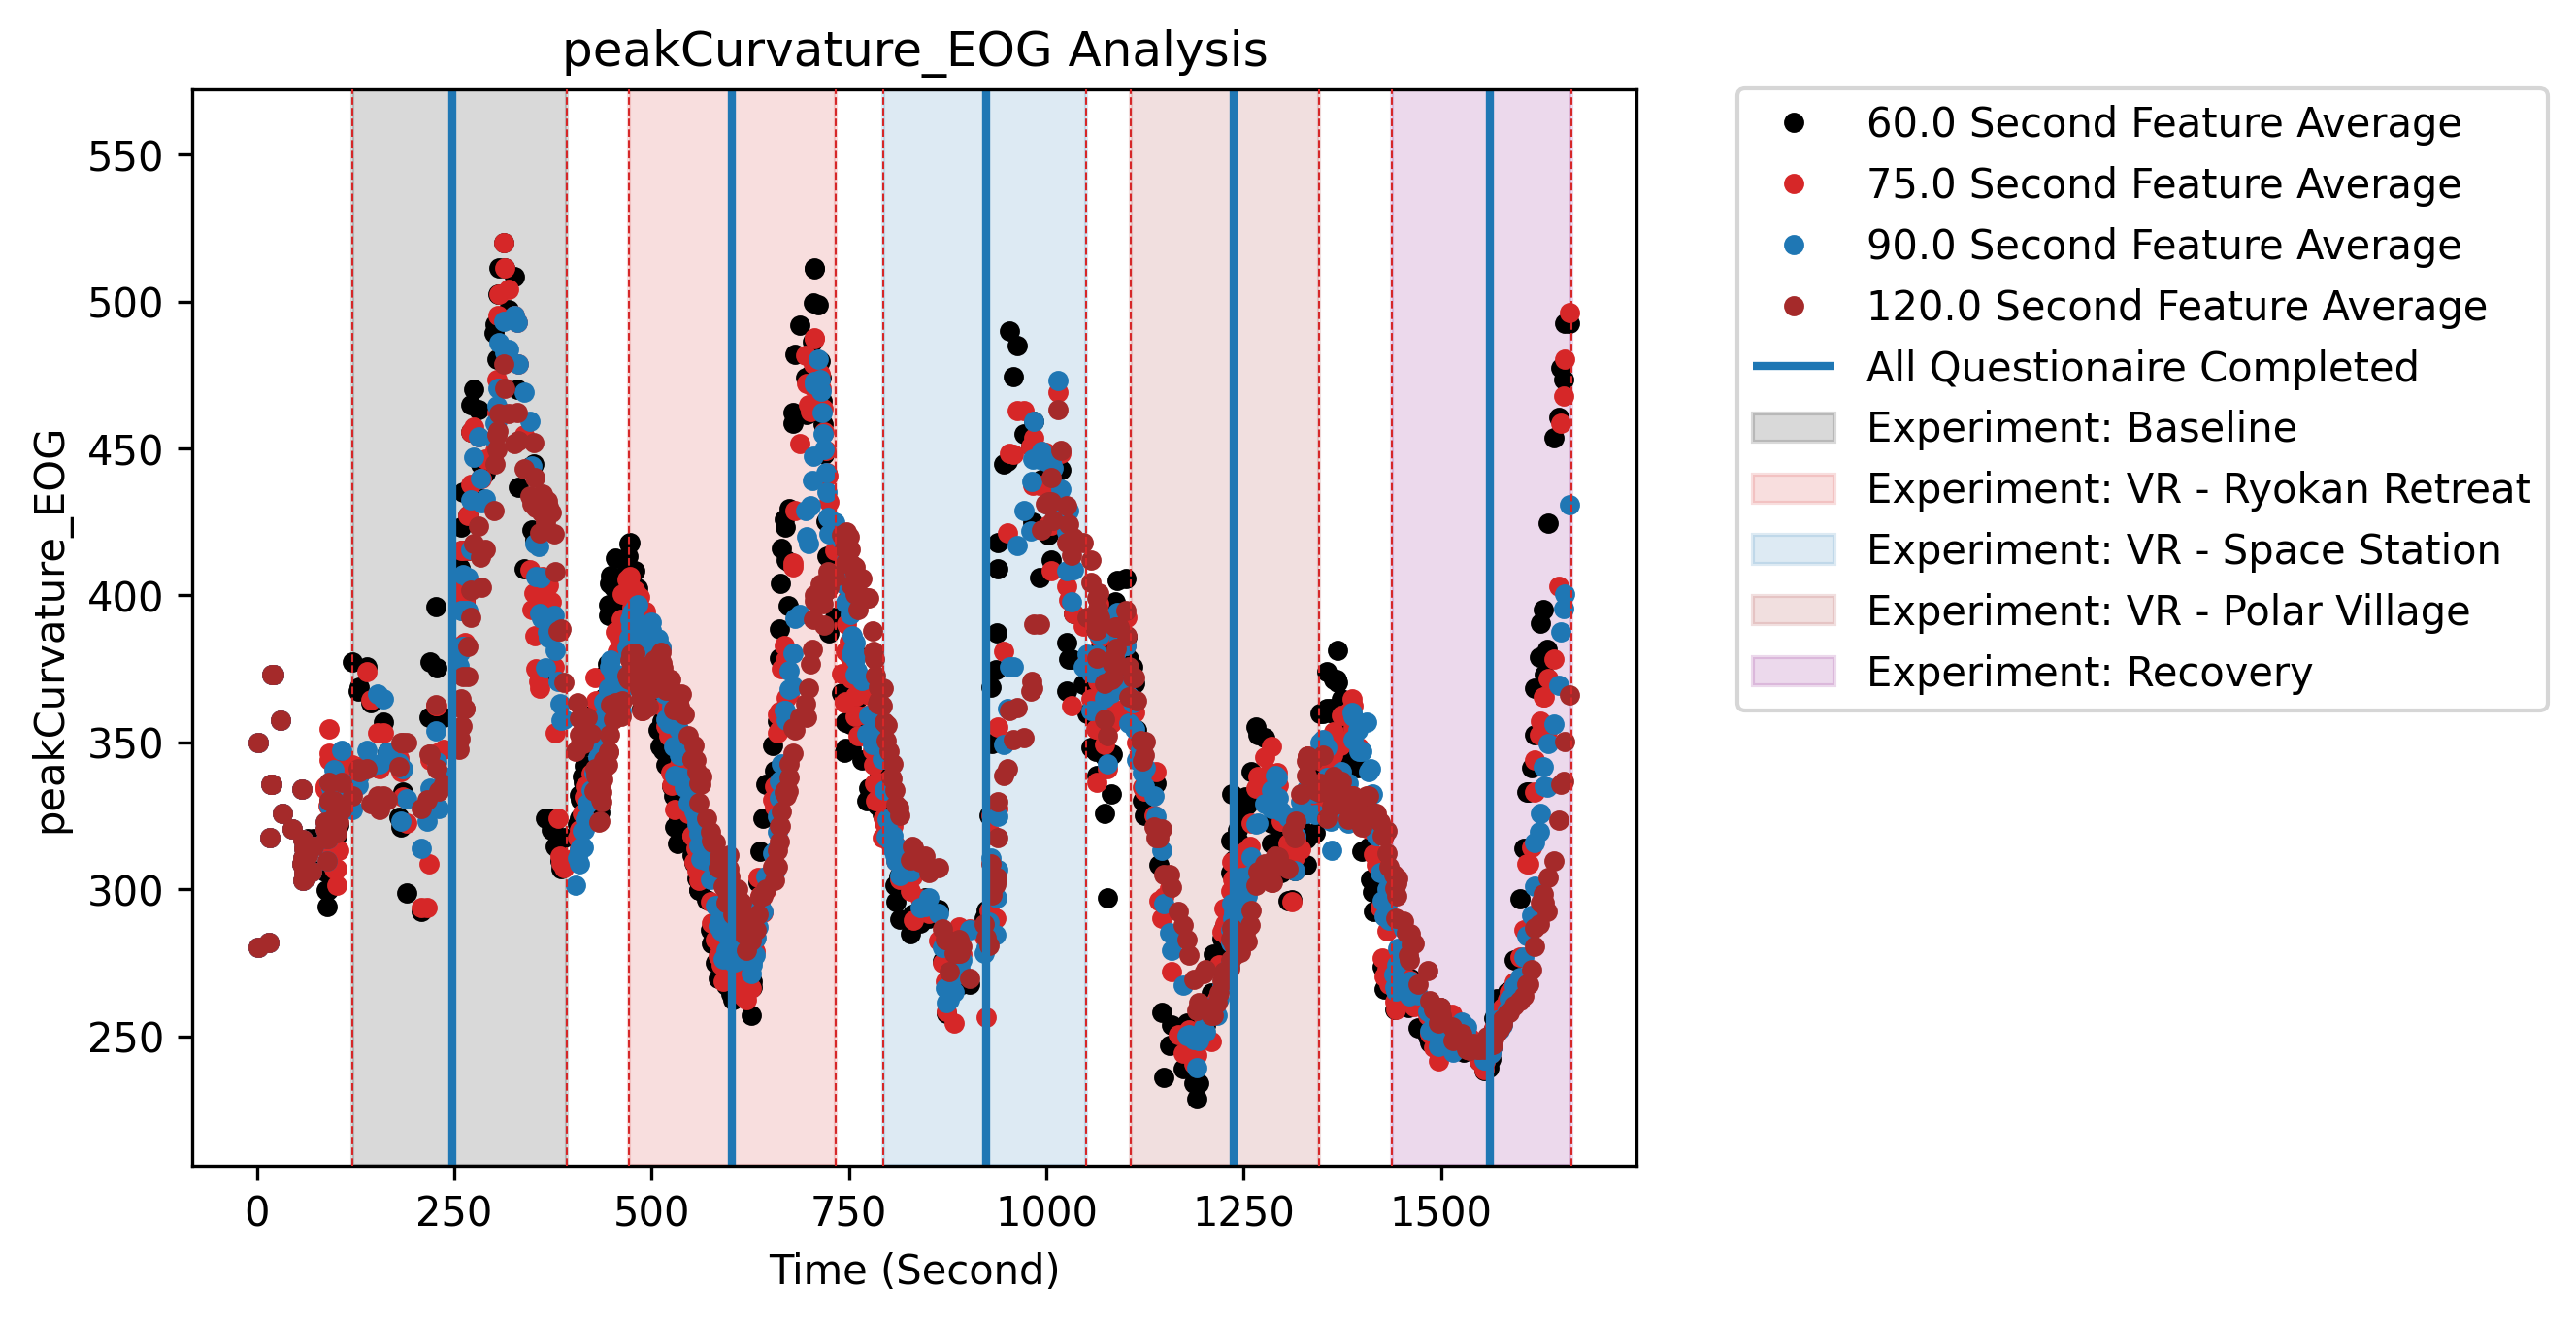 peakCurvature_EOG Analysis
peakCurvature_EOG
550
500
450
400
350
300
250
0 250 500 750 1000 1250 1500
Time (Second)
60.0 Second Feature Average
75.0 Second Feature Average
90.0 Second Feature Average
120.0 Second Feature Average
All Questionaire Completed
Experiment: Baseline
Experiment: VR - Ryokan Retreat
Experiment: VR - Space Station
Experiment: VR - Polar Village
Experiment: Recovery